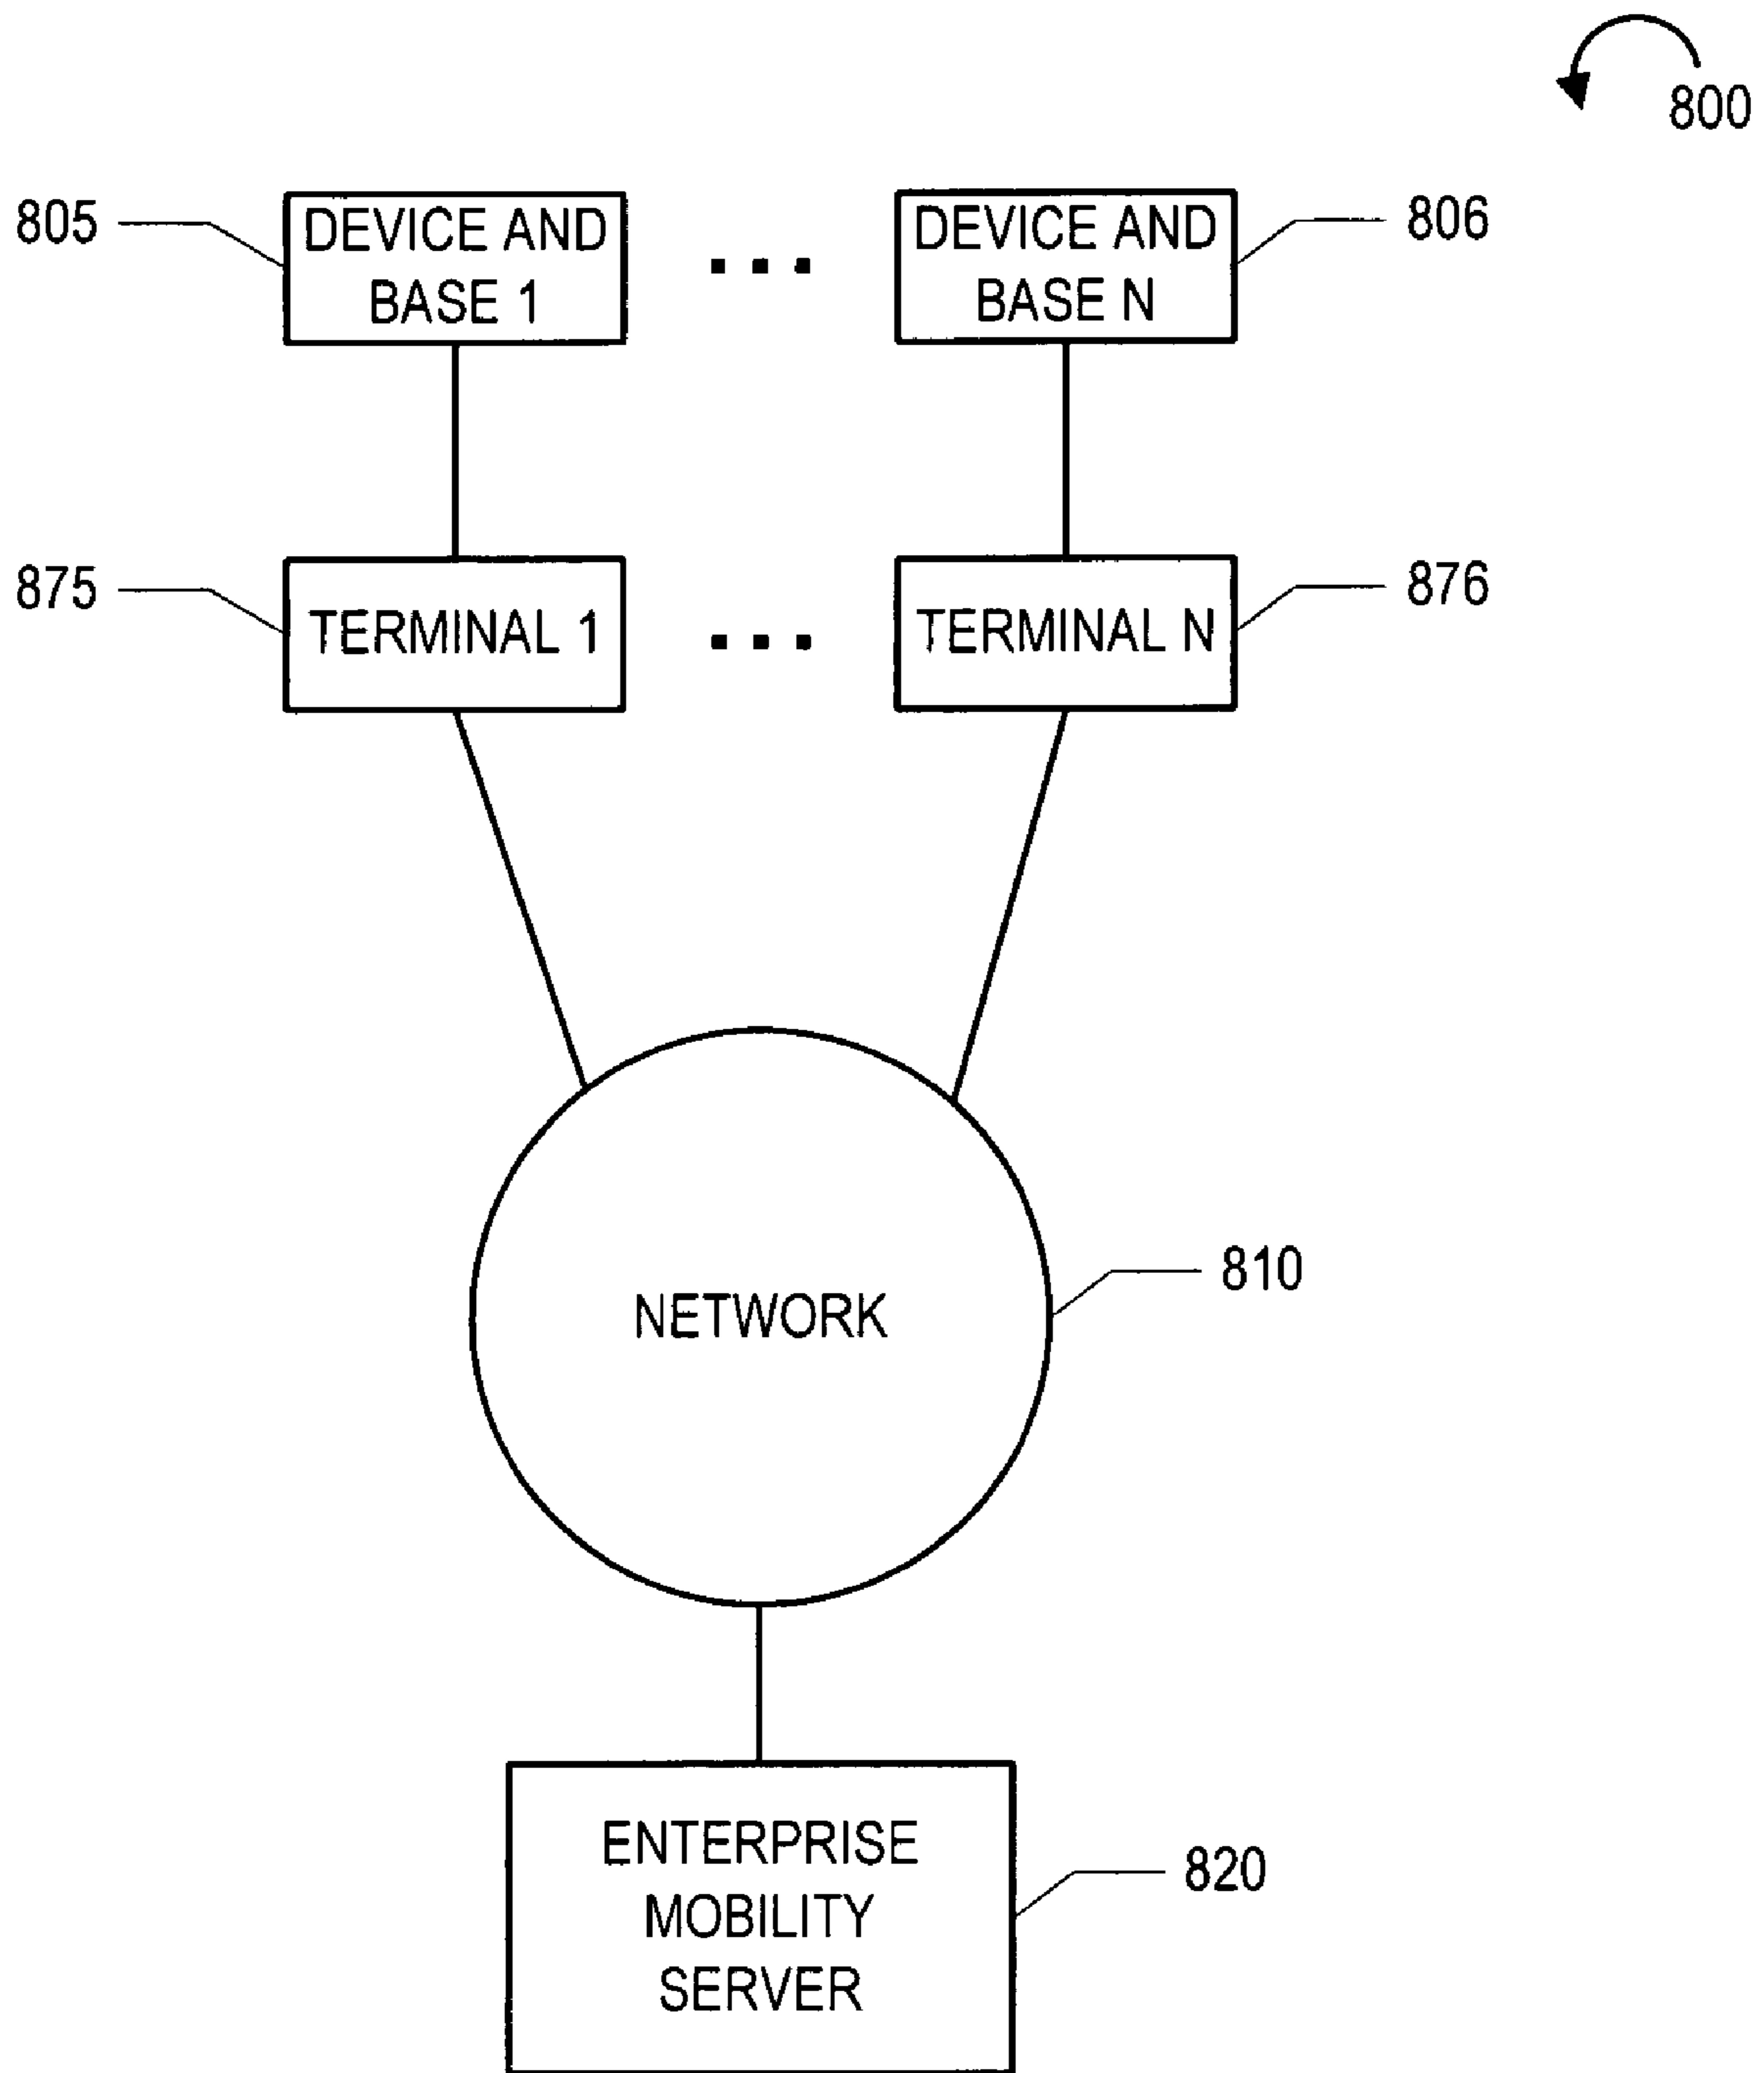 800
805
DEVICE AND
BASE 1
...
DEVICE AND
BASE N
806
875
TERMINAL 1
...
TERMINAL N
876
NETWORK
810
ENTERPRISE
MOBILITY
SERVER
820